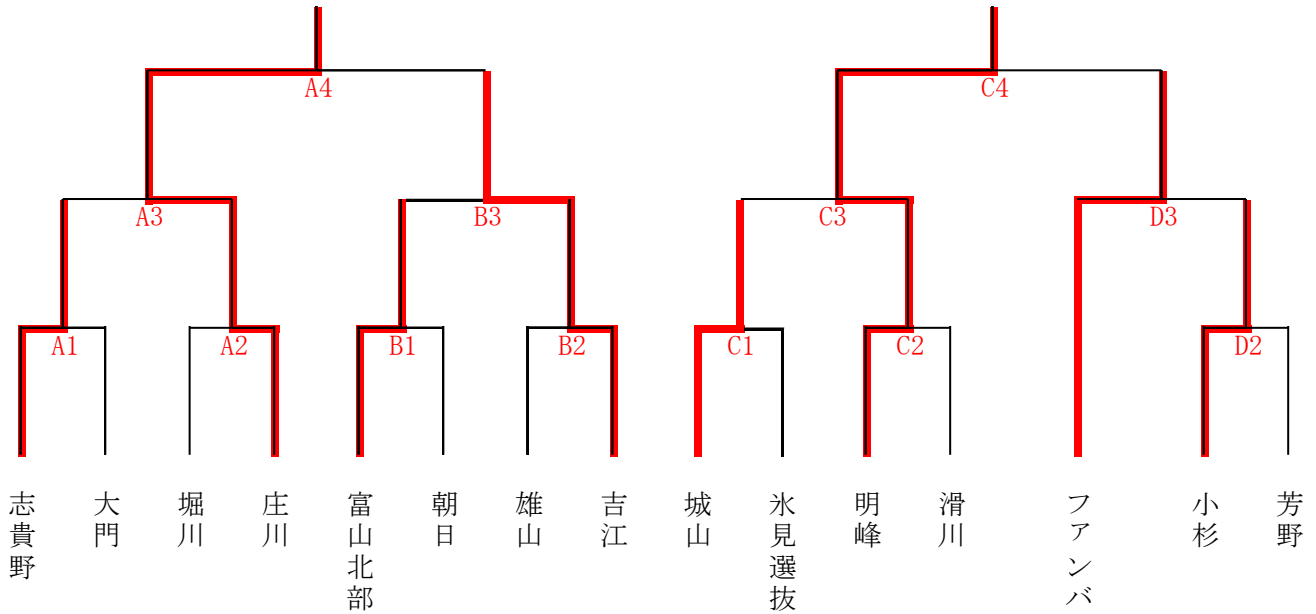 A4
C4
A3
B3
C3
D3
A1
A2
B1
B2
C1
C2
D2
志貴野
大門
堀川
庄川
富山北部
朝日
雄山
吉江
城山
氷見選抜
明峰
滑川
ファンバ
小杉
芳野